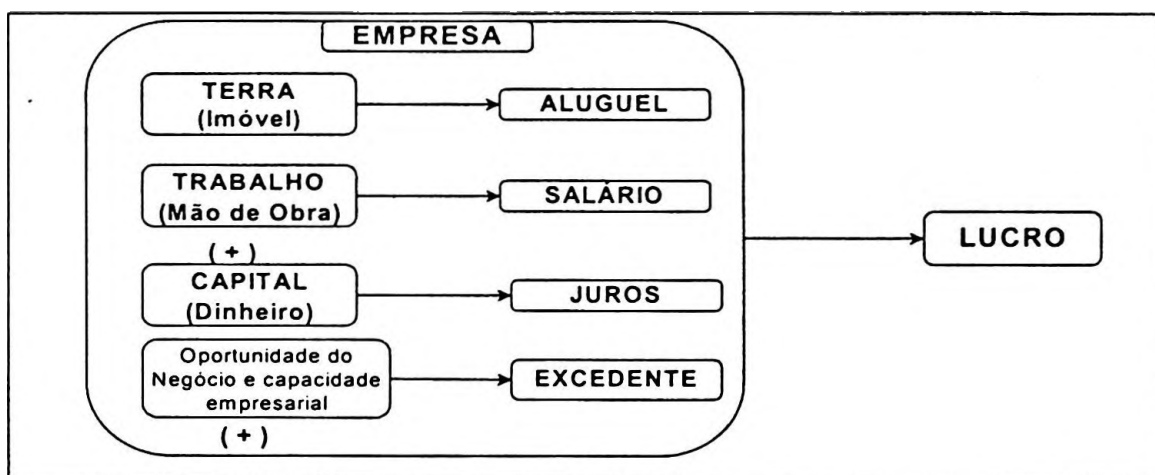 EMPRESA
TERRA
(Imóvel)
ALUGUEL
TRABALHO
(Mão de Obra)
SALÁRIO
(+)
CAPITAL
(Dinheiro)
JUROS
Oportunidade do
Negócio e capacidade
empresarial
EXCEDENTE
(+)
LUCRO